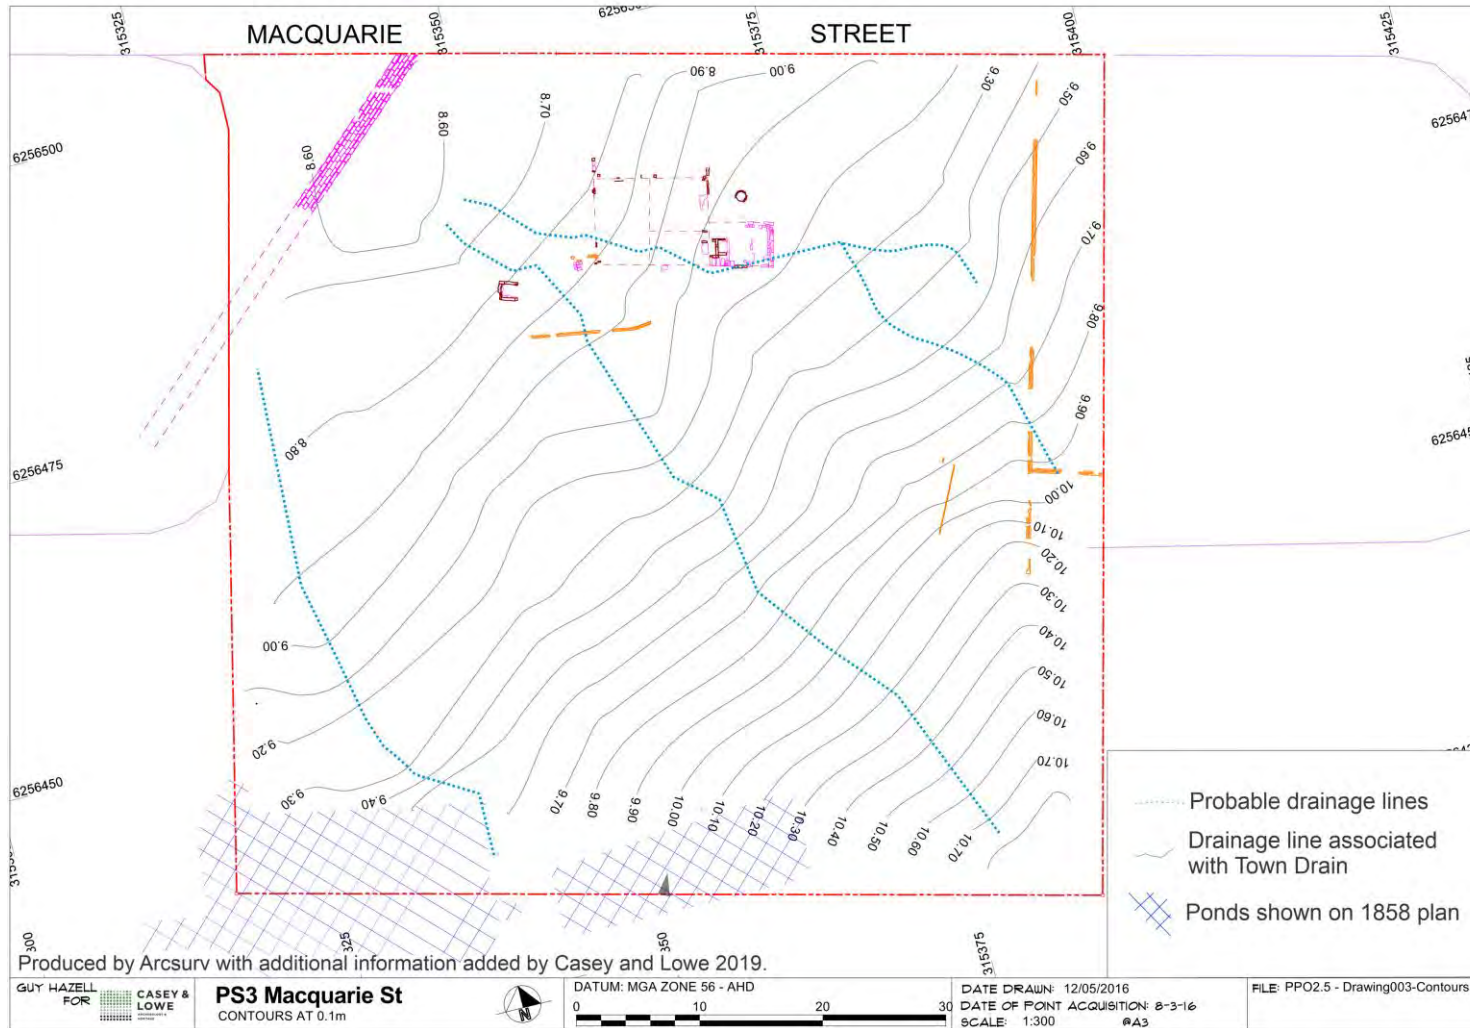 MACQUARIE STREET
315325
315350
315375
315400
315425
6256500
6256475
6256450
315375
8.60
8.60
8.70
8.90
9.00
9.30
9.50
9.60
9.70
9.80
9.90
10.00
10.10
10.20
10.30
10.40
10.50
10.60
10.70
8.80
9.00
9.20
9.30
9.40
9.70
9.80
9.90
10.00
10.10
10.20
10.30
10.40
10.50
10.60
10.70
Probable drainage lines
Drainage line associated
with Town Drain
Ponds shown on 1858 plan
Produced by Arcsurv with additional information added by Casey and Lowe 2019.
GUY HAZELL
FOR
CASEY &
LOWE
PS3 Macquarie St
CONTOURS AT 0.1m
N
DATUM: MGA ZONE 56 - AHD
0 10 20 30
DATE DRAWN: 12/05/2016
DATE OF POINT ACQUISITION: 8-3-16
SCALE: 1:300 @A3
FILE: PPO2.5 - Drawing003-Contours